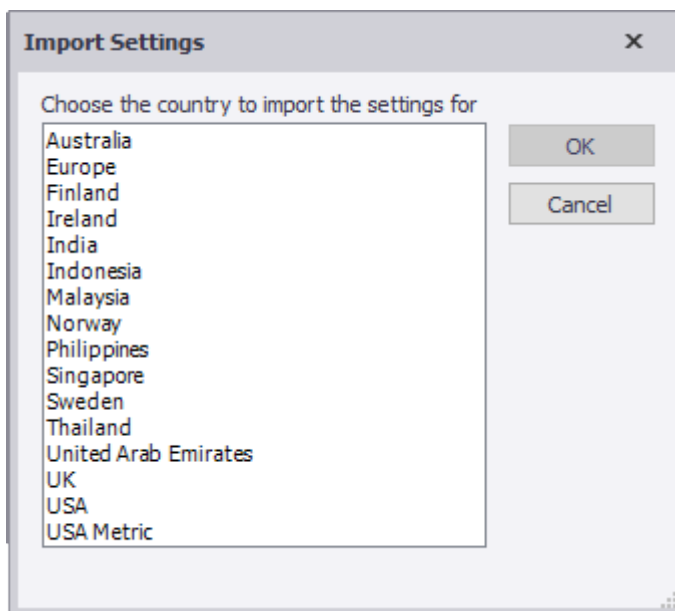 Import Settings
Choose the country to import the settings for
Australia
Europe
Finland
Ireland
India
Indonesia
Malaysia
Norway
Philippines
Singapore
Sweden
Thailand
United Arab Emirates
UK
USA
USA Metric
OK
Cancel